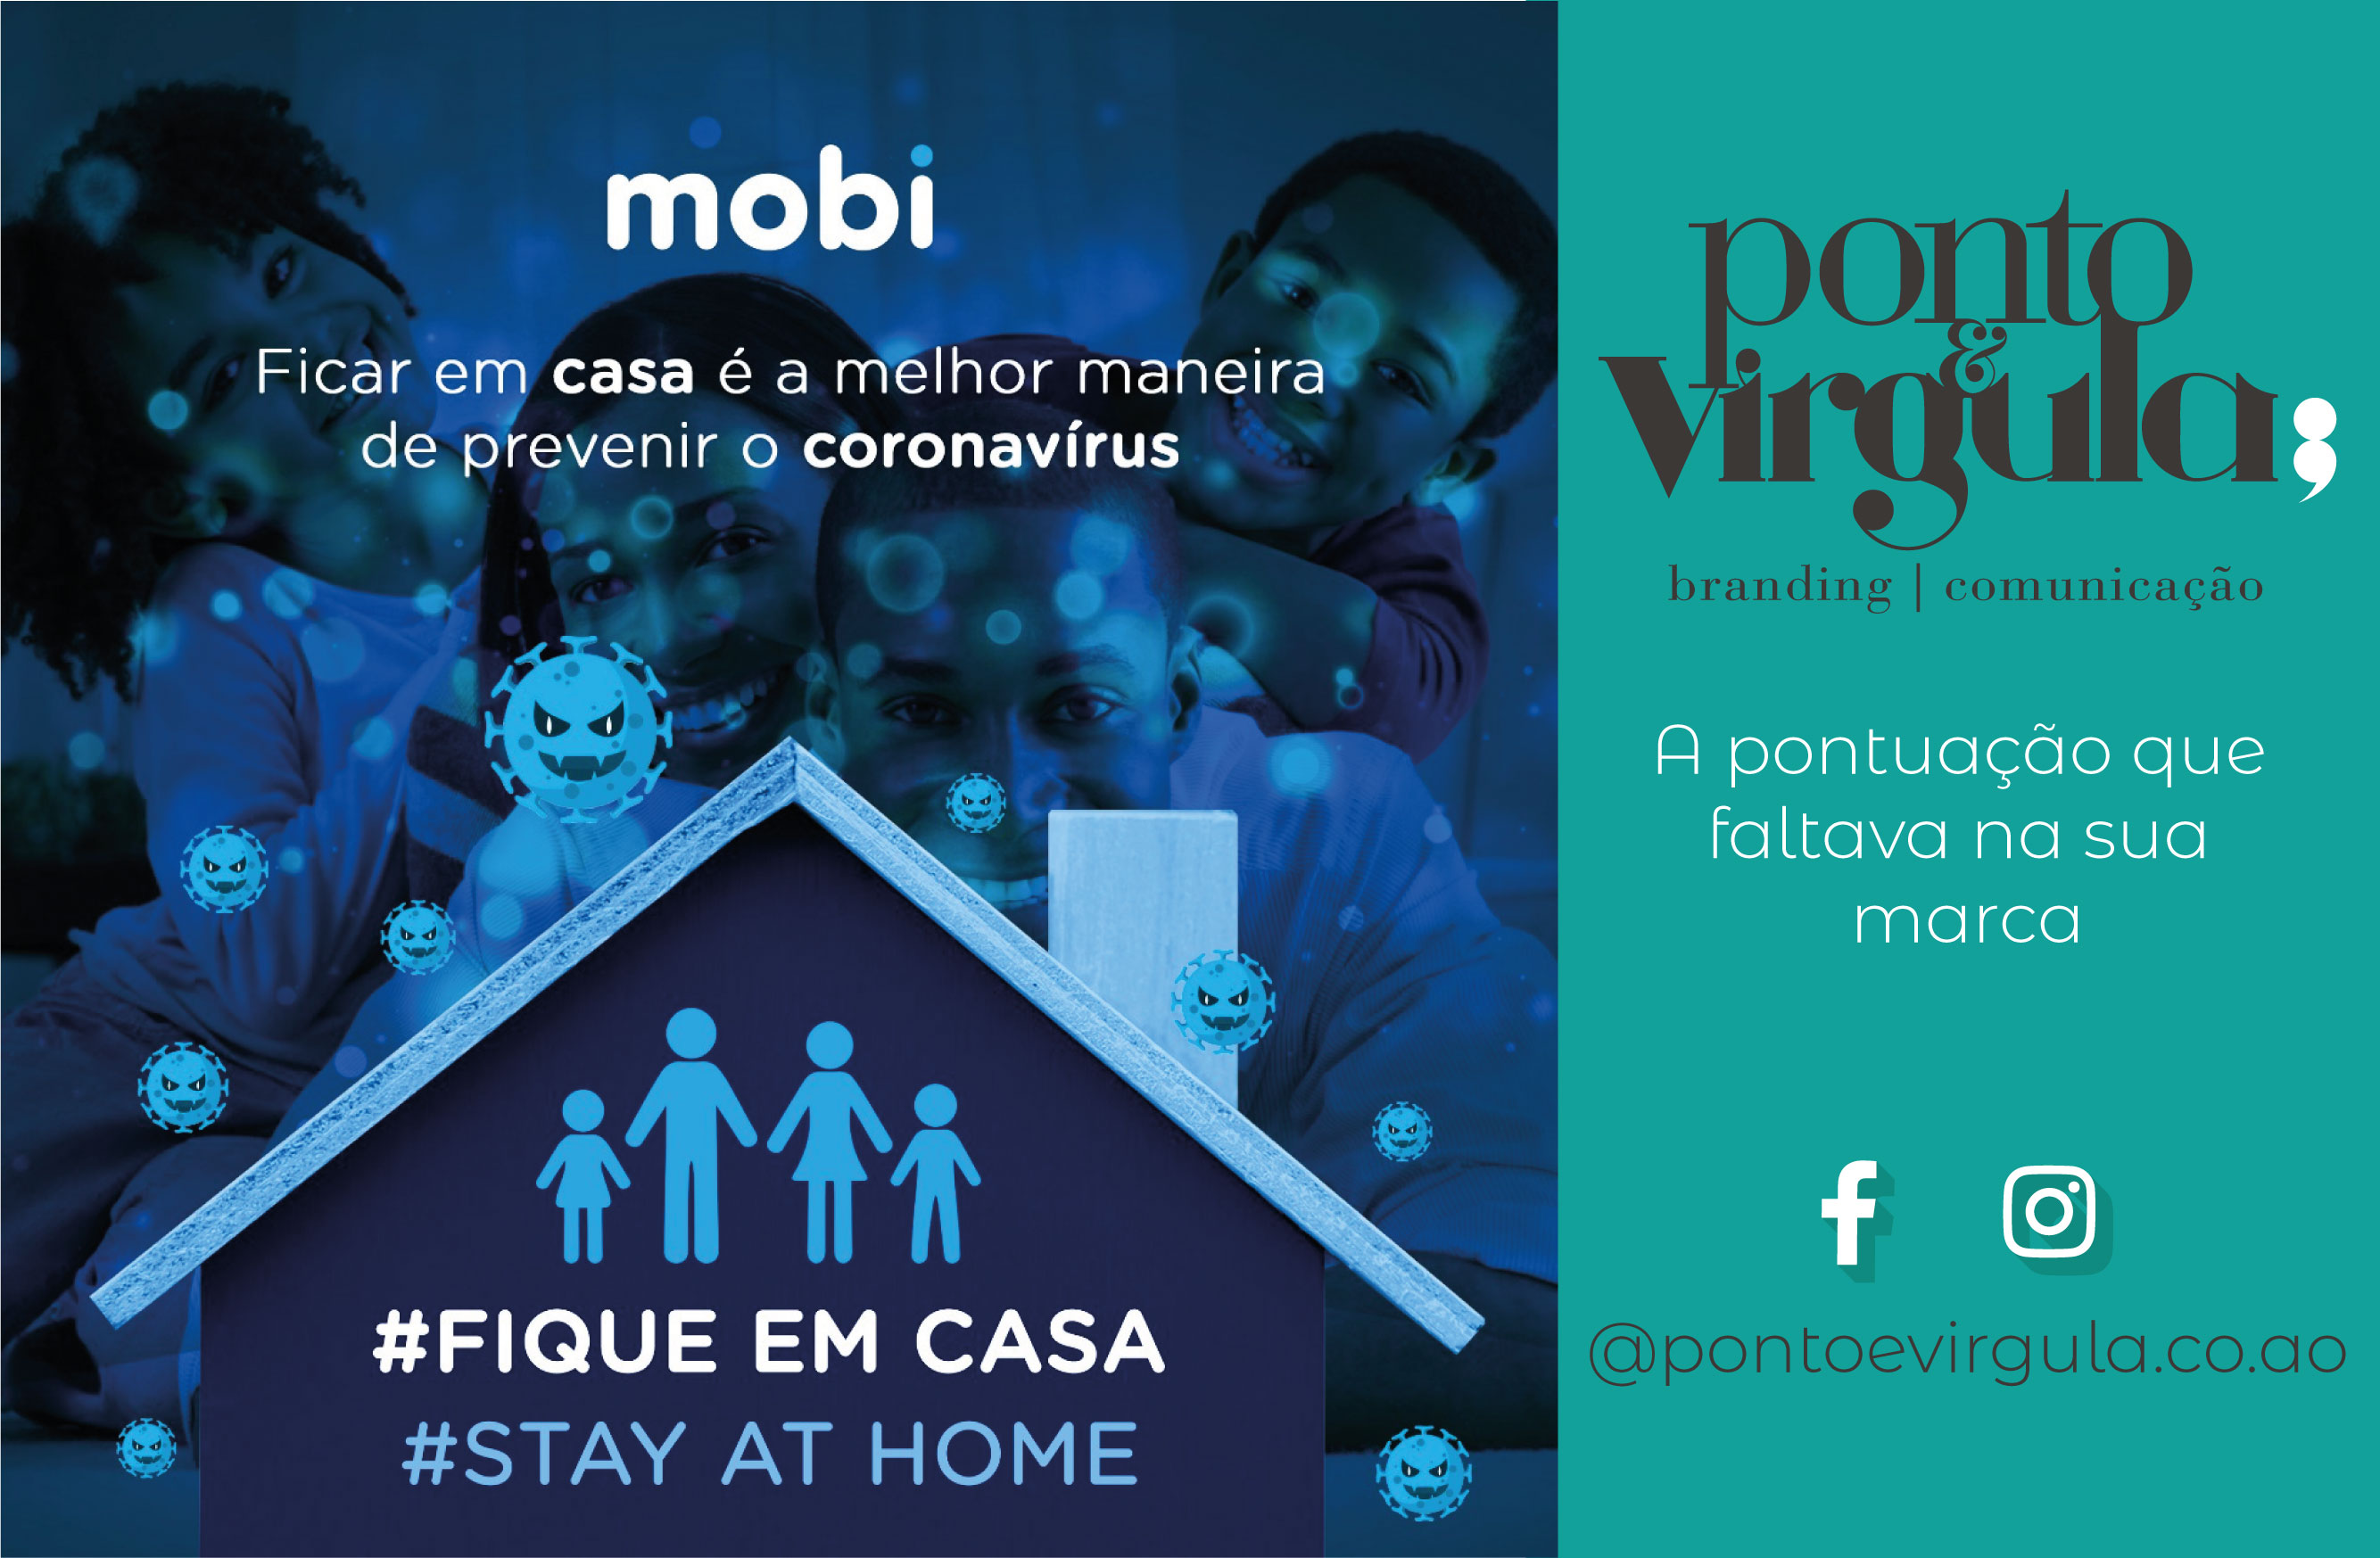 mobi
Ficar em casa é a melhor maneira
de prevenir o coronavírus
#FIQUE EM CASA
#STAY AT HOME
ponto
&
virgula;
branding | comunicação
A pontuação que
faltava na sua
marca
@pontoevirgula.co.ao